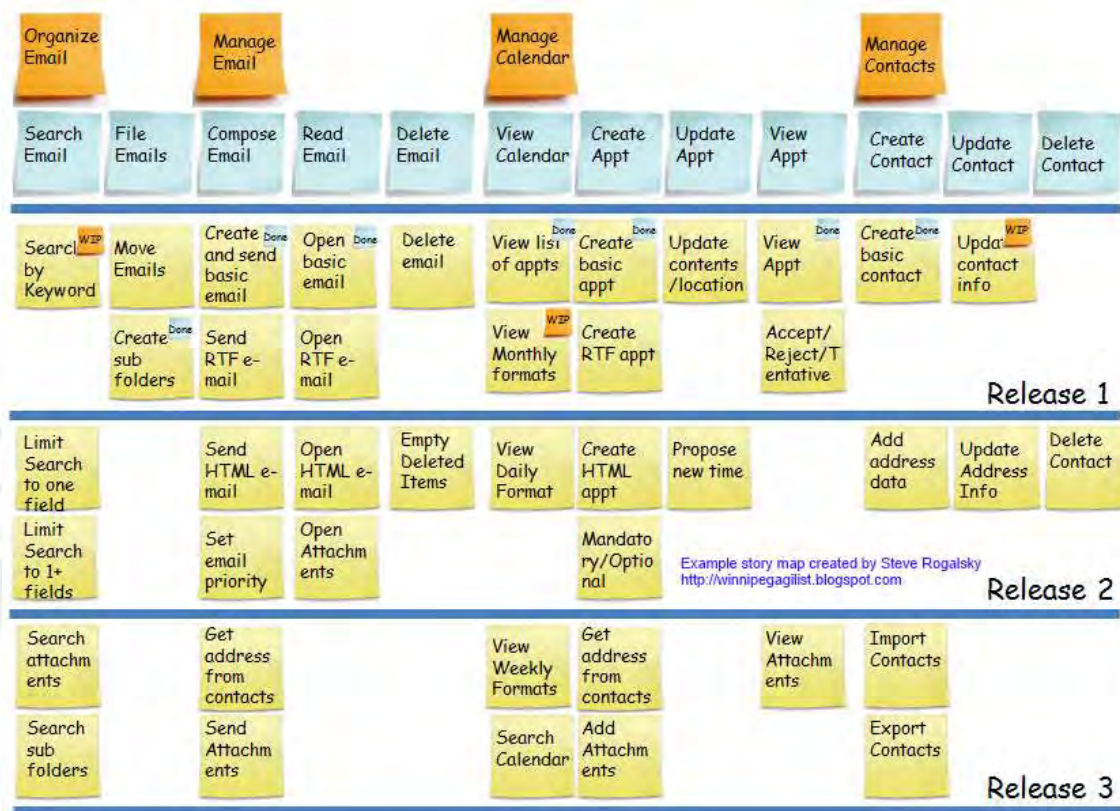 Organize
Email
Manage
Email
Manage
Calendar
Manage
Contacts
Search
Email
File
Emails
Compose
Email
Read
Email
Delete
Email
View
Calendar
Create
Appt
Update
Appt
View
Appt
Create
Contact
Update
Contact
Delete
Contact
WIP
by
Keyword
Move
Emails
Create
and send
basic
email
Done
Open
basic
email
Done
Delete
email
View list
of appts
Done
Create
basic
appt
Done
Update
contents
/location
View
Appt
Done
Create
basic
contact
Done
contact
info
WIP
Create
sub
folders
Done
Send
RTF e-
mail
Open
RTF e-
mail
View
Monthly
formats
WIP
Create
RTF appt
Accept/
Reject/T
entative
Release 1
Limit
Search
to one
field
Send
HTML e-
mail
Open
HTML e-
mail
Empty
Deleted
Items
View
Daily
Format
Create
HTML
appt
Propose
new time
Add
address
data
Update
Address
Info
Delete
Contact
Limit
Search
to 1+
fields
Set
email
priority
Open
Attachm
ents
Mandato
ry/Optio
nal
Example story map created by Steve Rogalsky
http://winnipegagilist.blogspot.com
Release 2
Search
attachm
ents
Get
address
from
contacts
View
Weekly
Formats
Get
address
from
contacts
View
Attachm
ents
Import
Contacts
Search
sub
folders
Send
Attachm
ents
Search
Calendar
Add
Attachm
ents
Export
Contacts
Release 3